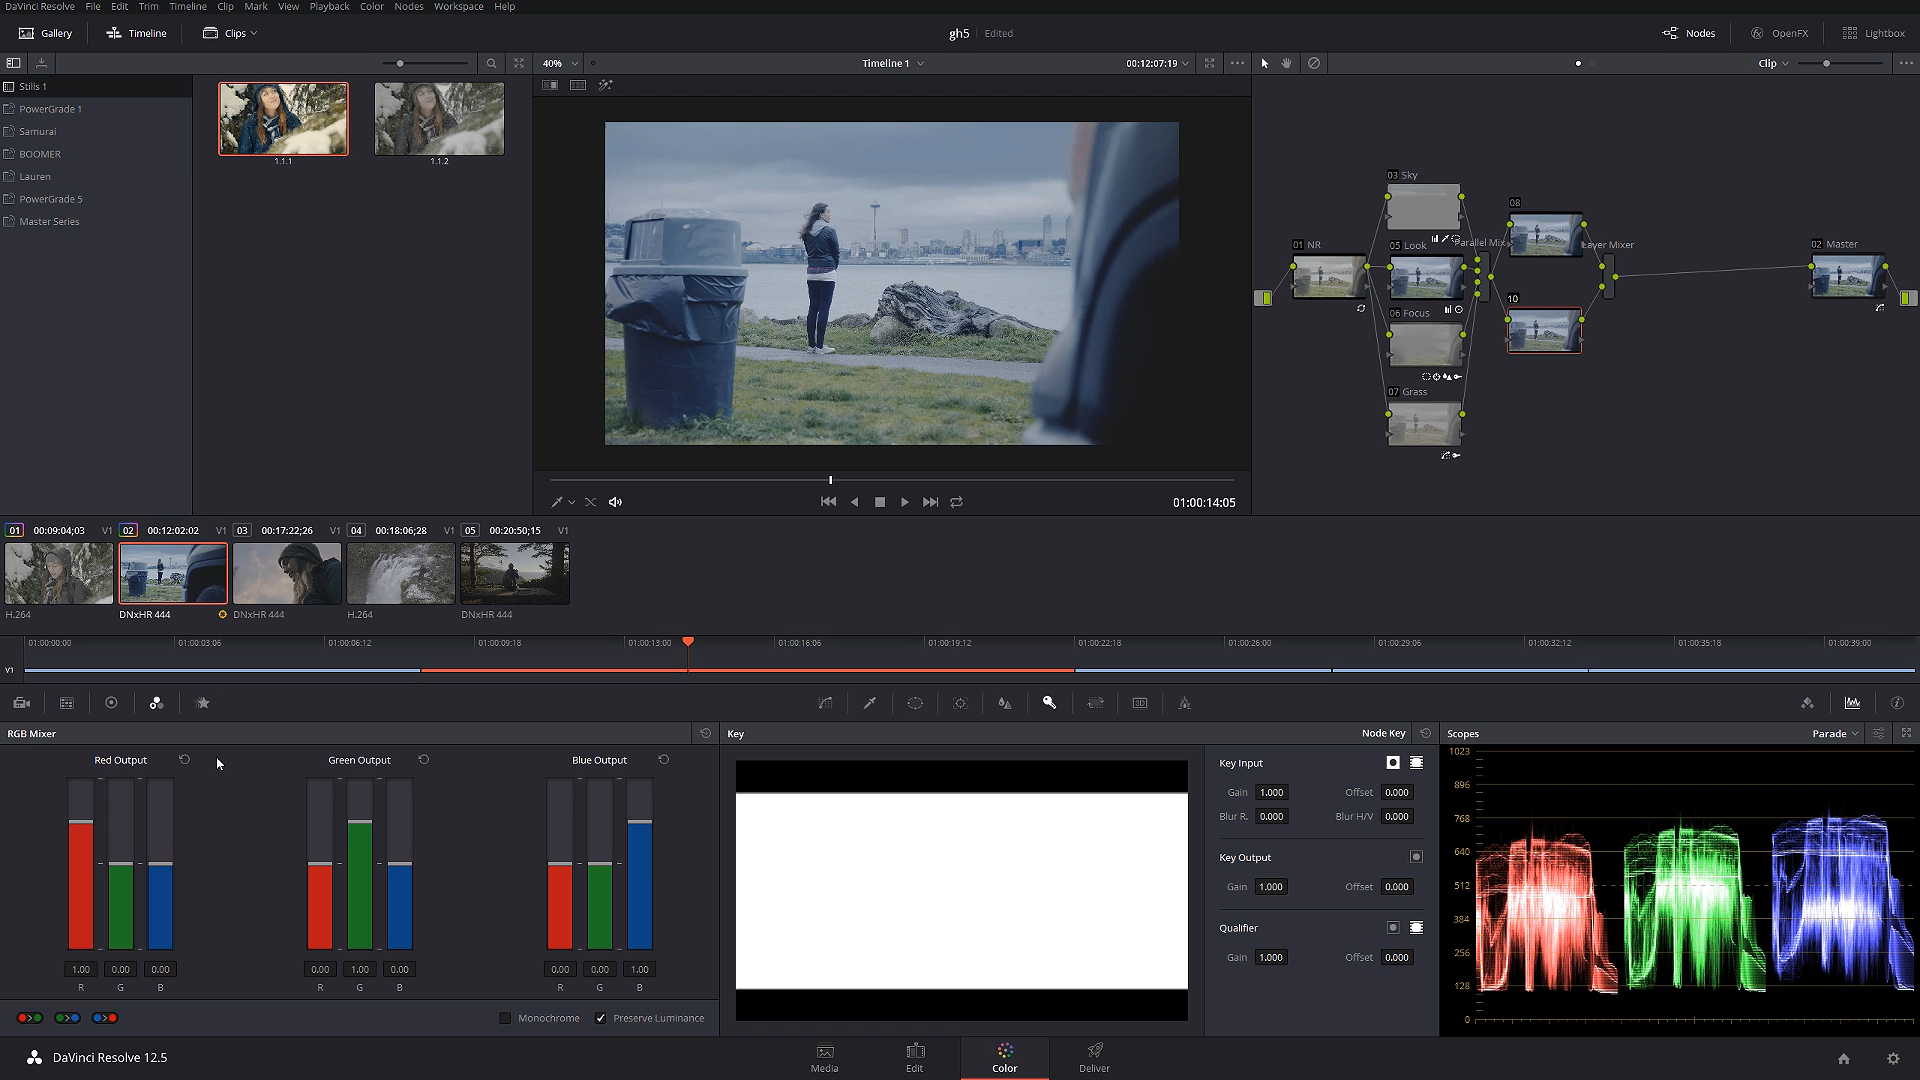 DaVinci Resolve File Edit Trim Timeline Clip Mark View Playback Color Nodes Workspace Help
Gallery Timeline Clips gh5 Edited Nodes OpenFX Lightbox
40% Timeline 1 00:12:07:19 Clip
Stills 1
PowerGrade 1
Samurai
BOOMER
Lauren
PowerGrade 5
Master Series
1.1.1 1.1.2
03 Sky
08
01 NR 05 Look Parallel Mix Layer Mixer 02 Master
06 Focus 10
07 Grass
01:00:14:05
01 00:09:04;03 V1 02 00:12:02:02 V1 03 00:17:22;26 V1 04 00:18:06;28 V1 05 00:20:50;15 V1
H.264 DNxHR 444 DNxHR 444 H.264 DNxHR 444
01:00:00:00 01:00:03:06 01:00:06:12 01:00:09:18 01:00:13:00 01:00:16:06 01:00:19:12 01:00:22:18 01:00:26:00 01:00:29:06 01:00:32:12 01:00:35:18 01:00:39:00
V1
RGB Mixer Key Node Key Scopes Parade
Red Output Green Output Blue Output
1.00 0.00 0.00 0.00 1.00 0.00 0.00 0.00 1.00
R G B R G B R G B
Monochrome Preserve Luminance
Key Input
Gain 1.000 Offset 0.000
Blur R. 0.000 Blur H/V 0.000
Key Output
Gain 1.000 Offset 0.000
Qualifier
Gain 1.000 Offset 0.000
1023
896
768
640
512
384
256
128
0
3D
DaVinci Resolve 12.5 Media Edit Color Deliver